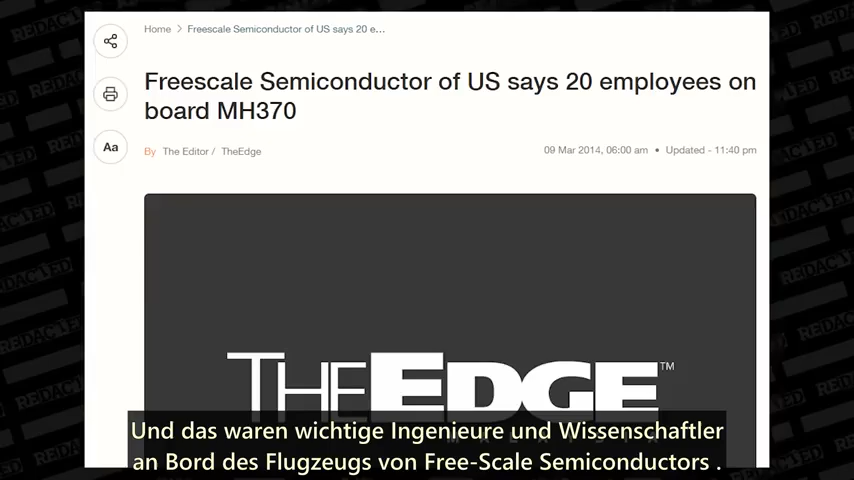 Home > Freescale Semiconductor of US says 20 e...
Freescale Semiconductor of US says 20 employees on
board MH370
Aa
By The Editor / TheEdge
09 Mar 2014, 06:00 am • Updated - 11:40 pm
THEEDGE™
Und das waren wichtige Ingenieure und Wissenschaftler
an Bord des Flugzeugs von Free-Scale Semiconductors .
REDACTED